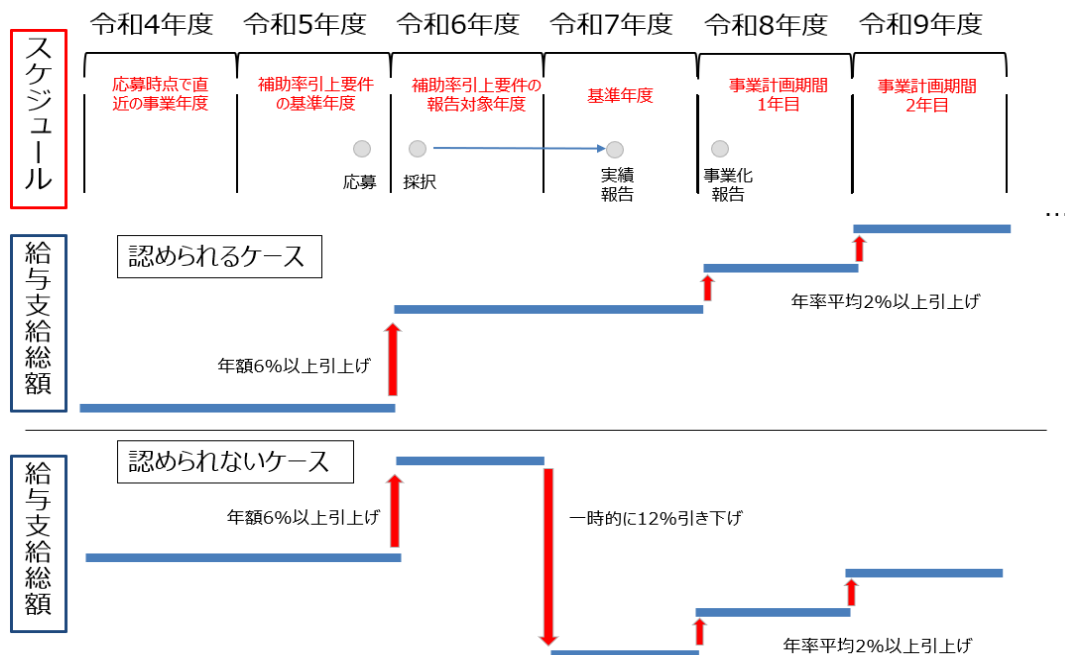 令和4年度 令和5年度 令和6年度 令和7年度 令和8年度 令和9年度
スケジュール
応募時点で直
近の事業年度
補助率引上要件
の基準年度
補助率引上要件の
報告対象年度
基準年度
事業計画期間
1年目
事業計画期間
2年目
応募
採択
実績
報告
事業化
報告
…
給与支給総額
認められるケース
年額6%以上引上げ
年率平均2%以上引上げ
給与支給総額
認められないケース
年額6%以上引上げ
一時的に12%引き下げ
年率平均2%以上引上げ